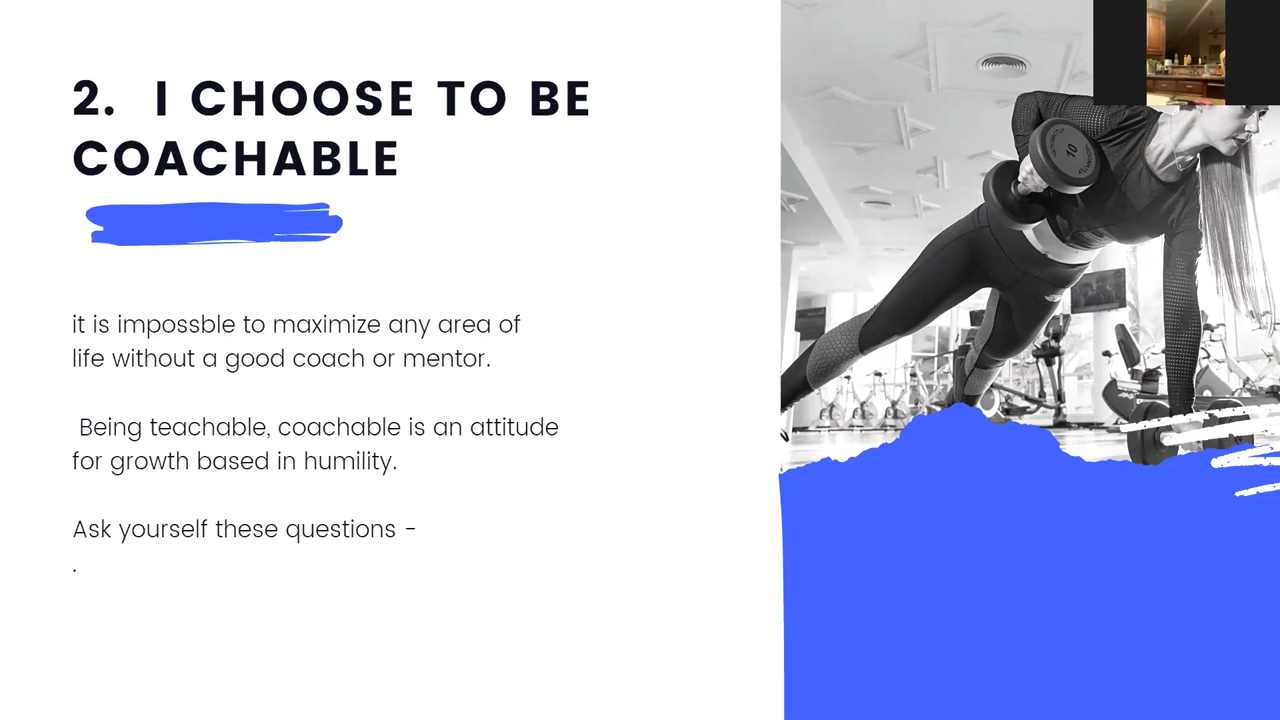 2. I CHOOSE TO BE
COACHABLE
it is impossble to maximize any area of
life without a good coach or mentor.
Being teachable, coachable is an attitude
for growth based in humility.
Ask yourself these questions -
.
10